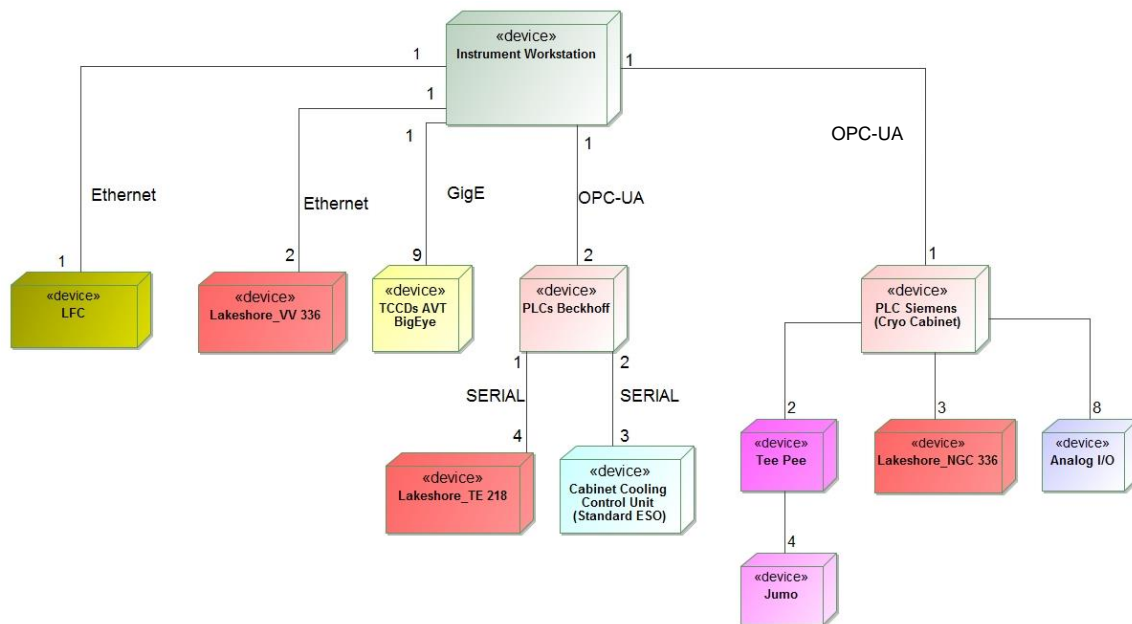 «device»
Instrument Workstation
1
1
1
1
1
OPC-UA
Ethernet
Ethernet
GigE
OPC-UA
1
2
9
2
1
«device»
LFC
«device»
Lakeshore_VV 336
«device»
TCCDs AVT
BigEye
«device»
PLCs Beckhoff
«device»
PLC Siemens
(Cryo Cabinet)
1
2
SERIAL
SERIAL
4
3
2
3
8
«device»
Lakeshore_TE 218
«device»
Cabinet Cooling
Control Unit
(Standard ESO)
«device»
Tee Pee
«device»
Lakeshore_NGC 336
«device»
Analog I/O
4
«device»
Jumo